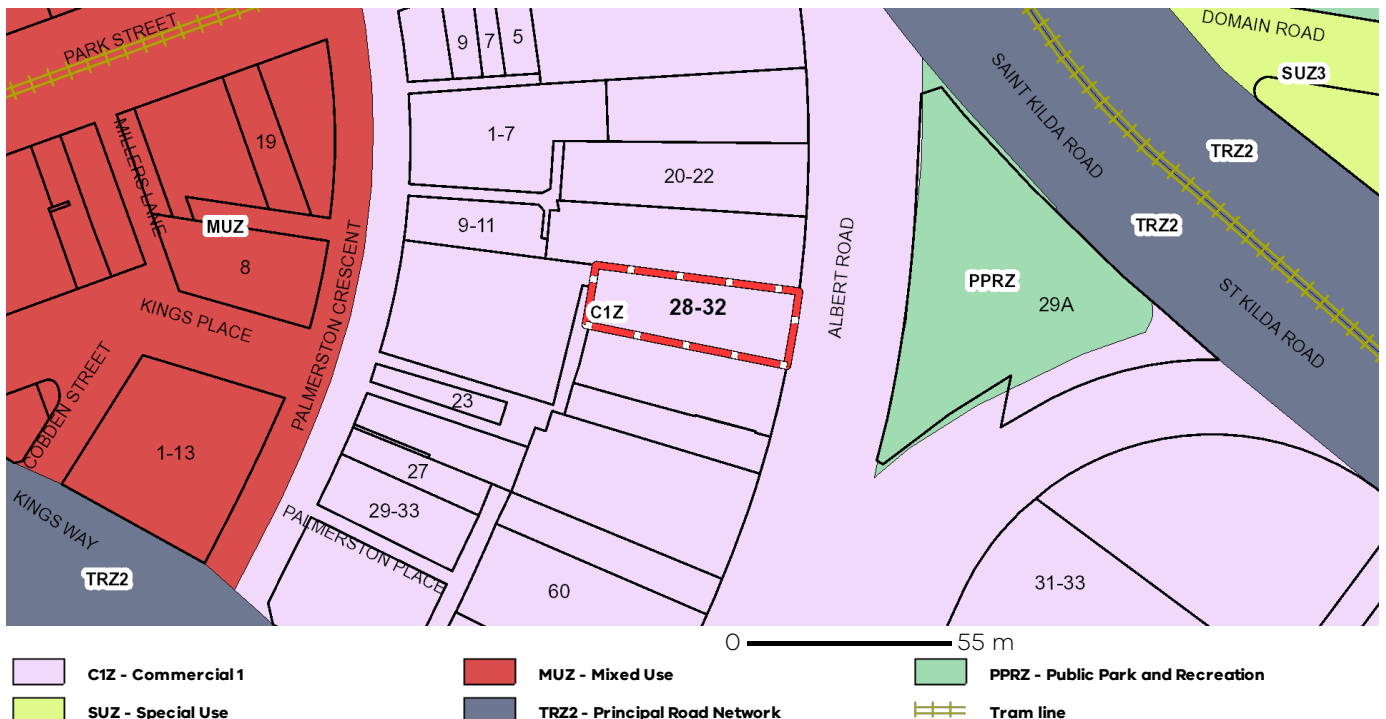 DOMAIN ROAD
PARK STREET
9
7
5
SUZ3
SAINT KILDA ROAD
1-7
19
MILLERS LANE
TRZ2
20-22
MUZ
9-11
TRZ2
8
PALMERSTON CRESCENT
ALBERT ROAD
PPRZ
29A
ST KILDA ROAD
C1Z
28-32
KINGS PLACE
COBDEN STREET
23
1-13
27
29-33
KINGS WAY
PALMERSTON PLACE
TRZ2
60
31-33
0 55 m
C1Z - Commercial 1
MUZ - Mixed Use
PPRZ - Public Park and Recreation
SUZ - Special Use
TRZ2 - Principal Road Network
Tram line